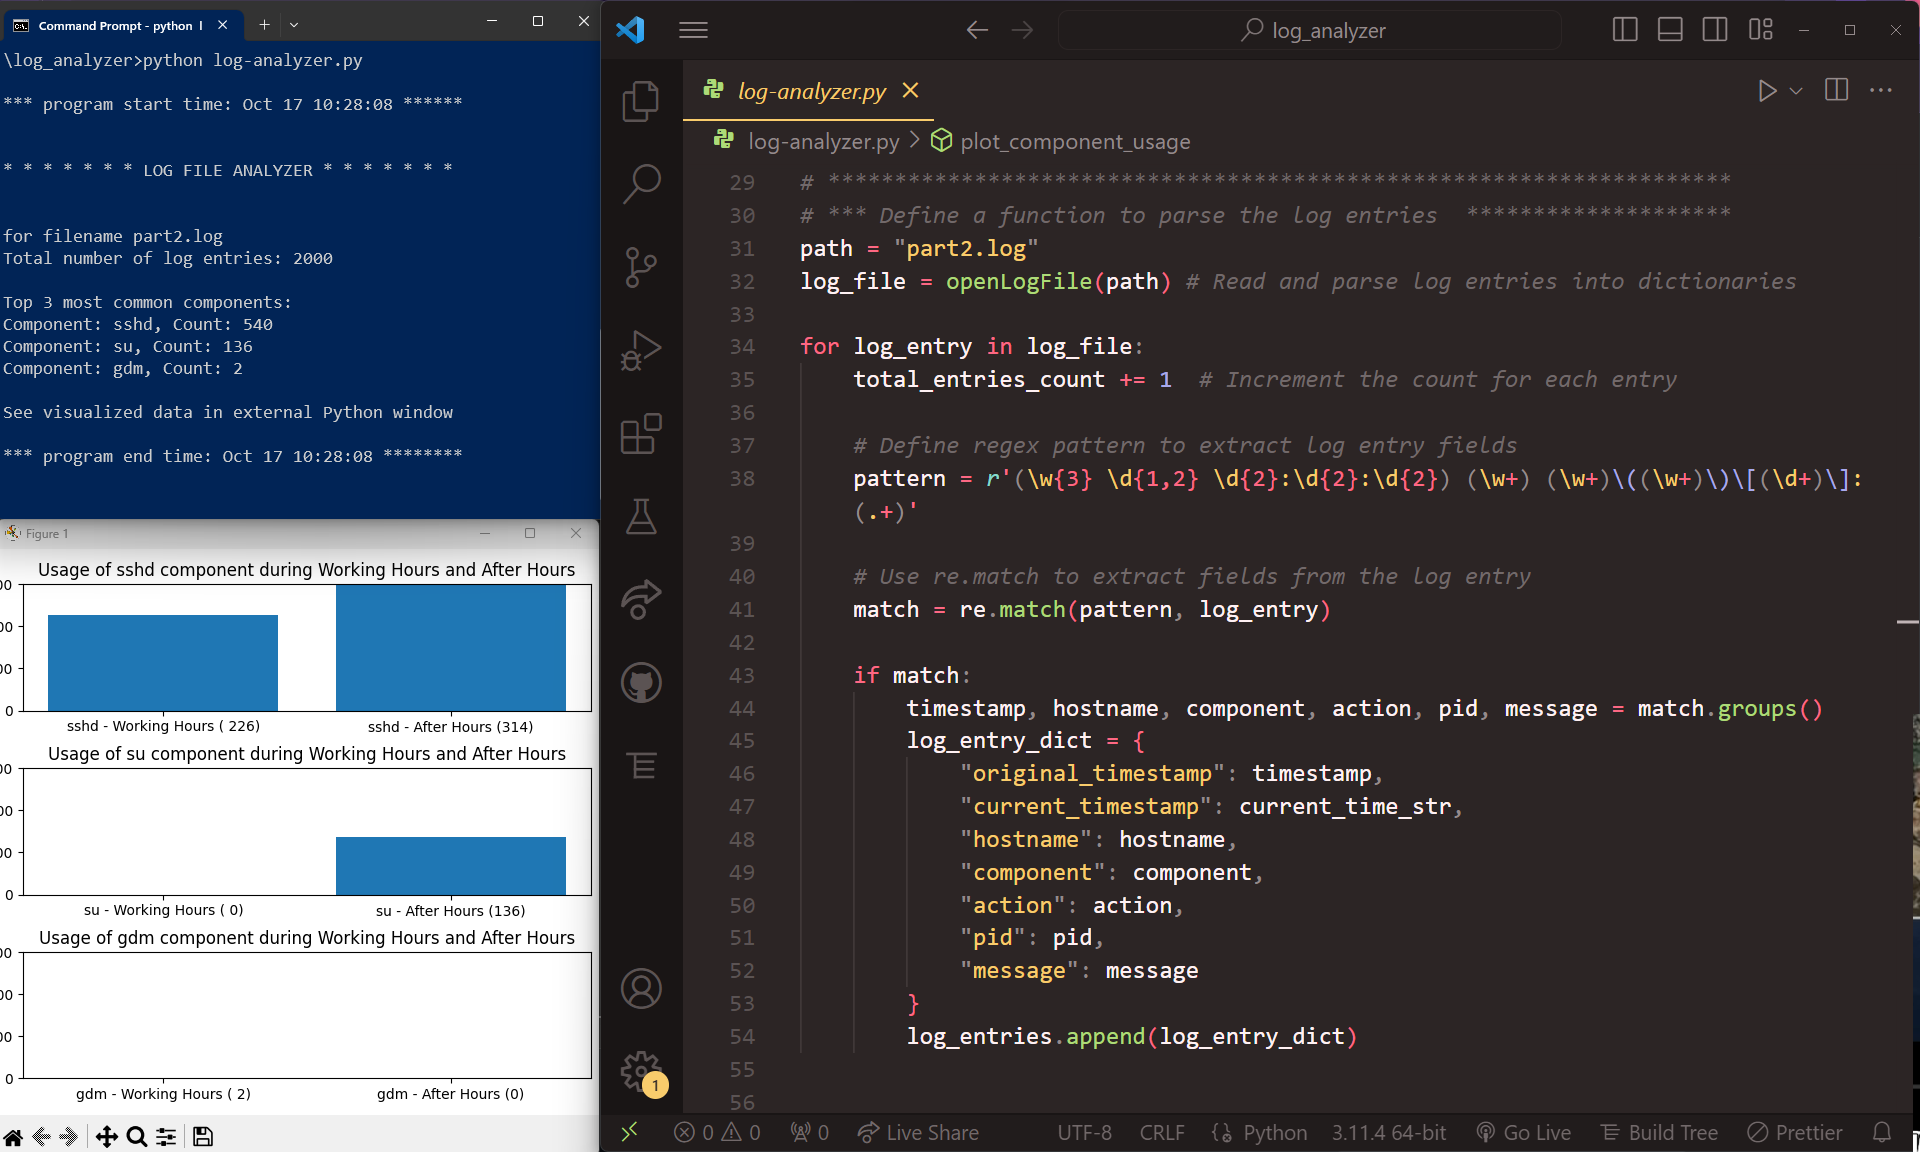 Command Prompt - python l
\log_analyzer>python log-analyzer.py
*** program start time: Oct 17 10:28:08 ******
* * * * * * * LOG FILE ANALYZER * * * * * * *
for filename part2.log
Total number of log entries: 2000
Top 3 most common components:
Component: sshd, Count: 540
Component: su, Count: 136
Component: gdm, Count: 2
See visualized data in external Python window
*** program end time: Oct 17 10:28:08 ********
Figure 1
Usage of sshd component during Working Hours and After Hours
00
00
00
0
sshd - Working Hours ( 226)
sshd - After Hours (314)
Usage of su component during Working Hours and After Hours
00
00
00
0
su - Working Hours ( 0)
su - After Hours (136)
Usage of gdm component during Working Hours and After Hours
00
00
00
0
gdm - Working Hours ( 2)
gdm - After Hours (0)
log_analyzer
log-analyzer.py
log-analyzer.py > plot_component_usage
29 # ********************************************************************
30 # *** Define a function to parse the log entries  ********************
31 path = "part2.log"
32 log_file = openLogFile(path) # Read and parse log entries into dictionaries
33
34 for log_entry in log_file:
35 total_entries_count += 1  # Increment the count for each entry
36
37 # Define regex pattern to extract log entry fields
38 pattern = r'(\w{3} \d{1,2} \d{2}:\d{2}:\d{2}) (\w+) (\w+)\((\w+)\)\[(\d+)\]:
(.+)'
39
40 # Use re.match to extract fields from the log entry
41 match = re.match(pattern, log_entry)
42
43 if match:
44 timestamp, hostname, component, action, pid, message = match.groups()
45 log_entry_dict = {
46 "original_timestamp": timestamp,
47 "current_timestamp": current_time_str,
48 "hostname": hostname,
49 "component": component,
50 "action": action,
51 "pid": pid,
52 "message": message
53 }
54 log_entries.append(log_entry_dict)
55
56
1
0 0 0 Live Share UTF-8 CRLF {} Python 3.11.4 64-bit Go Live Build Tree Prettier